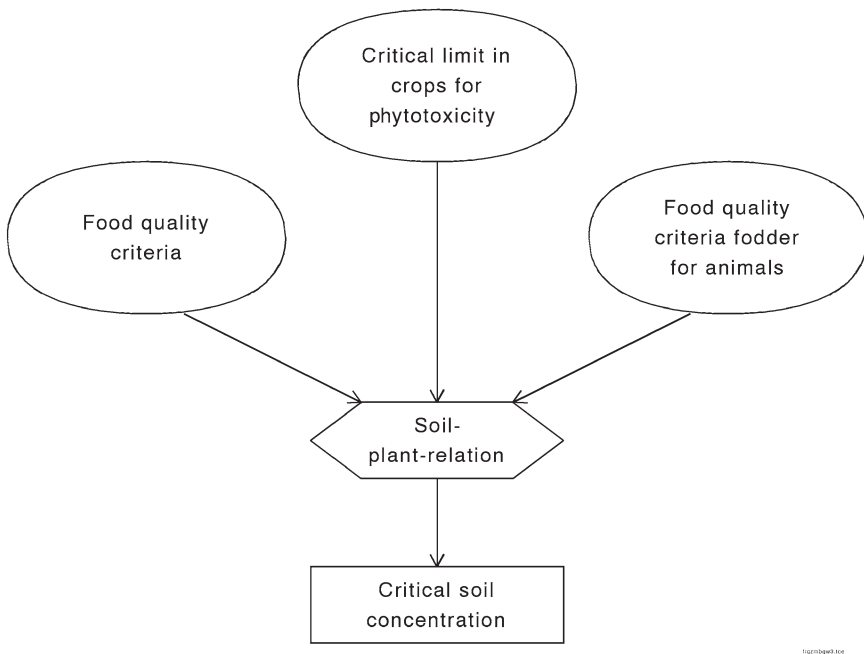 Critical limit in
crops for
phytotoxicity
Food quality
criteria
Food quality
criteria fodder
for animals
Soil-
plant-relation
Critical soil
concentration